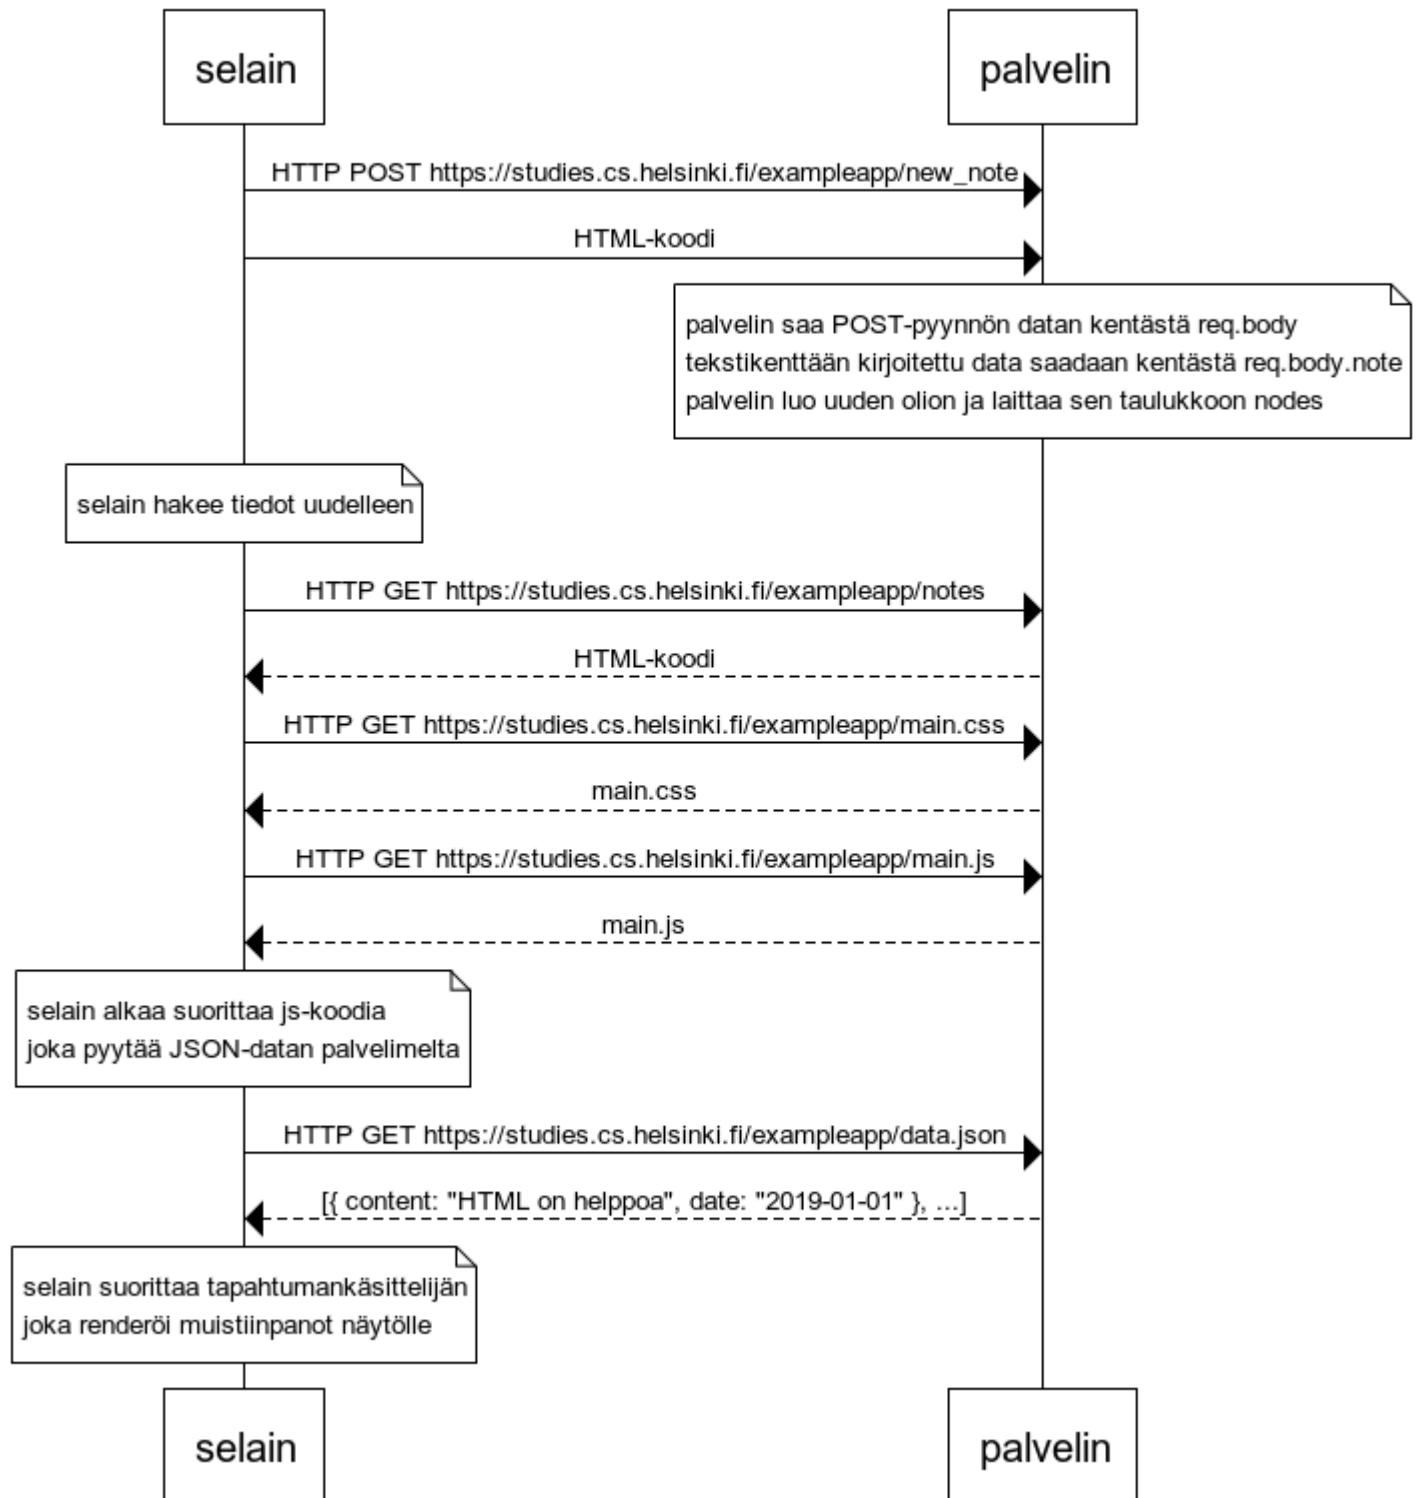 selain
palvelin
HTTP POST https://studies.cs.helsinki.fi/exampleapp/new_note
HTML-koodi
palvelin saa POST-pyynnön datan kentästä req.body
tekstikenttään kirjoitettu data saadaan kentästä req.body.note
palvelin luo uuden olion ja laittaa sen taulukkoon nodes
selain hakee tiedot uudelleen
HTTP GET https://studies.cs.helsinki.fi/exampleapp/notes
HTML-koodi
HTTP GET https://studies.cs.helsinki.fi/exampleapp/main.css
main.css
HTTP GET https://studies.cs.helsinki.fi/exampleapp/main.js
main.js
selain alkaa suorittaa js-koodia
joka pyytää JSON-datan palvelimelta
HTTP GET https://studies.cs.helsinki.fi/exampleapp/data.json
[{ content: "HTML on helppoa", date: "2019-01-01" }, ...]
selain suorittaa tapahtumankäsittelijän
joka renderöi muistiinpanot näytölle
selain
palvelin